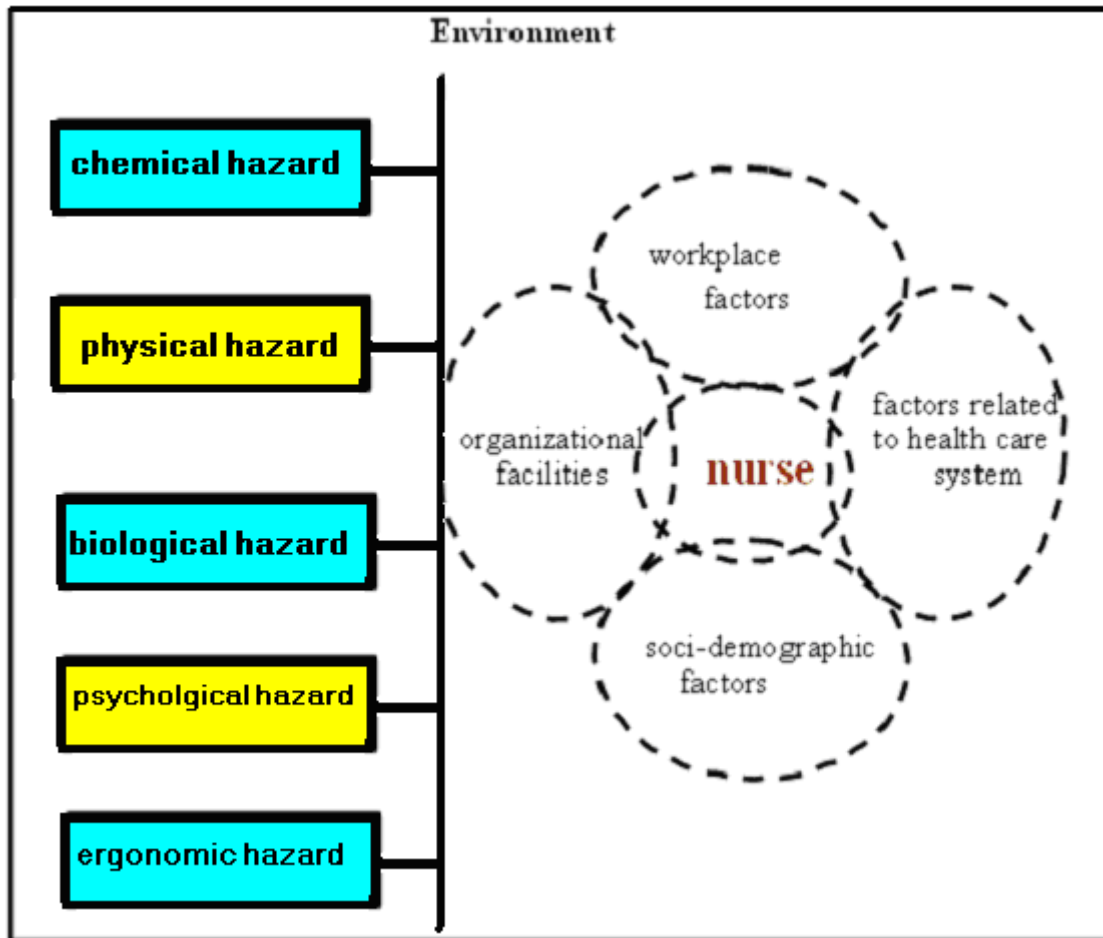 Environment
chemical hazard
physical hazard
biological hazard
psycholgical hazard
ergonomic hazard
workplace
factors
organizational
facilities
nurse
factors related
to health care
system
soci-demographic
factors